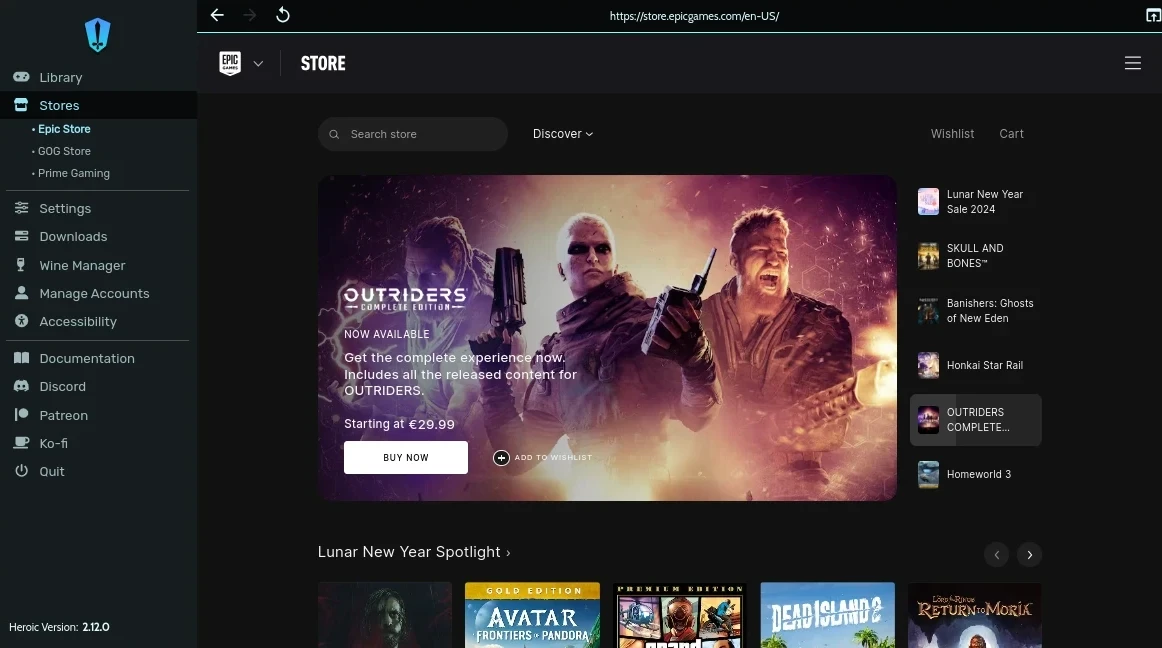 https://store.epicgames.com/en-US/
Library
Stores
Epic Store
GOG Store
Prime Gaming
Settings
Downloads
Wine Manager
Manage Accounts
Accessibility
Documentation
Discord
Patreon
Ko-fi
Quit
Heroic Version: 2.12.0
EPIC
GAMES
STORE
Search store
Discover
Wishlist
Cart
OUTRIDERS
COMPLETE EDITION
NOW AVAILABLE
Get the complete experience now.
Includes all the released content for
OUTRIDERS.
Starting at €29.99
BUY NOW
ADD TO WISHLIST
Lunar New Year
Sale 2024
SKULL AND
BONES™
Banishers: Ghosts
of New Eden
Honkai Star Rail
OUTRIDERS
COMPLETE...
Homeworld 3
Lunar New Year Spotlight
GOLD EDITION
AVATAR
FRONTIERS OF PANDORA
PREMIUM EDITION
grand
DEAD ISLAND 2
The Lord of the Rings
RETURN TO MORIA